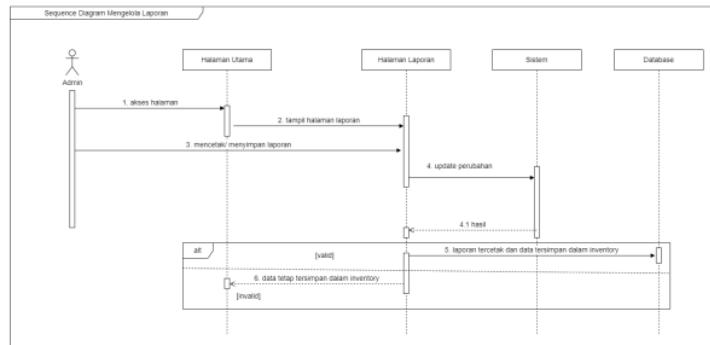 Sequence Diagram Mengelola Laporan
Admin
Halaman Utama
Halaman Laporan
Sistem
Database
1. akses halaman
2. tampil halaman laporan
3. mencetak/ menyimpan laporan
4. update perubahan
4.1 hasil
alt
[valid]
5. laporan tercetak dan data tersimpan dalam inventory
6. data tetap tersimpan dalam inventory
[invalid]